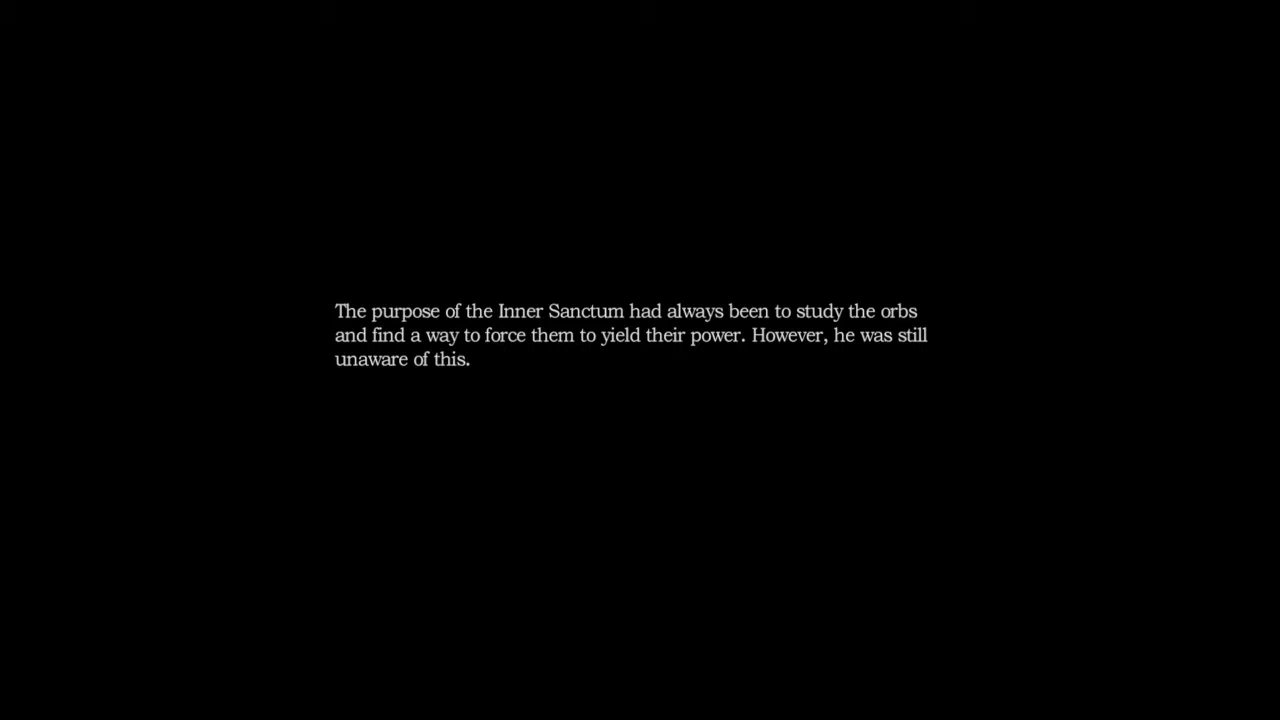 The purpose of the Inner Sanctum had always been to study the orbs
and find a way to force them to yield their power. However, he was still
unaware of this.